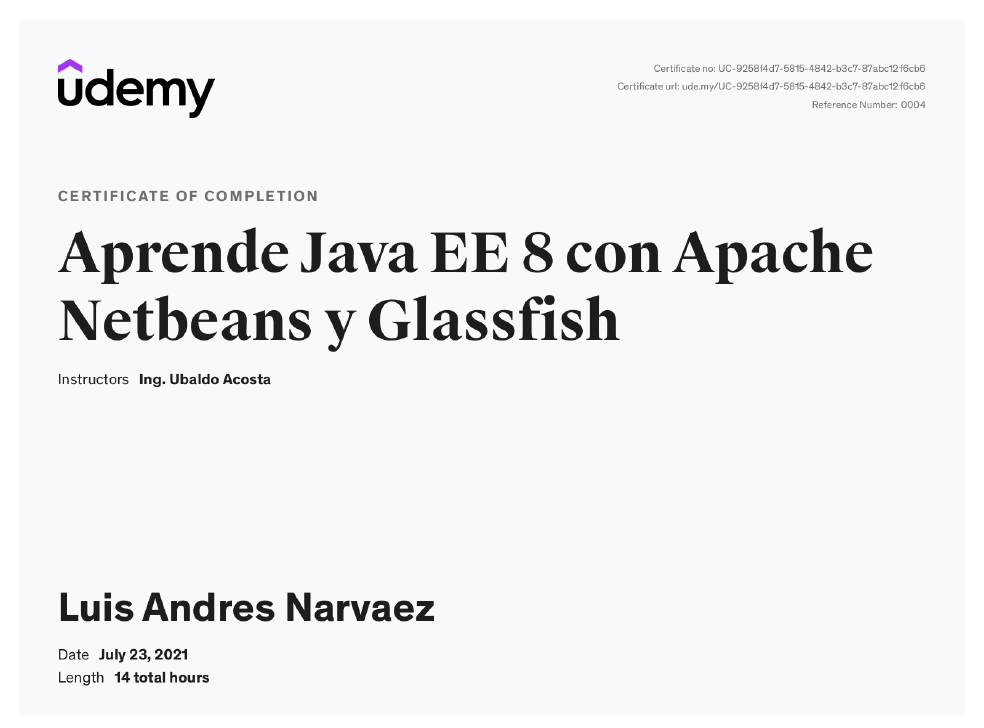 udemy
Certificate no: UC-9258f4d7-5815-4842-b3c7-87abc12f6cb6
Certificate url: ude.my/UC-9258f4d7-5815-4842-b3c7-87abc12f6cb6
Reference Number: 0004
CERTIFICATE OF COMPLETION
Aprende Java EE 8 con Apache
Netbeans y Glassfish
Instructors Ing. Ubaldo Acosta
Luis Andres Narvaez
Date July 23, 2021
Length 14 total hours